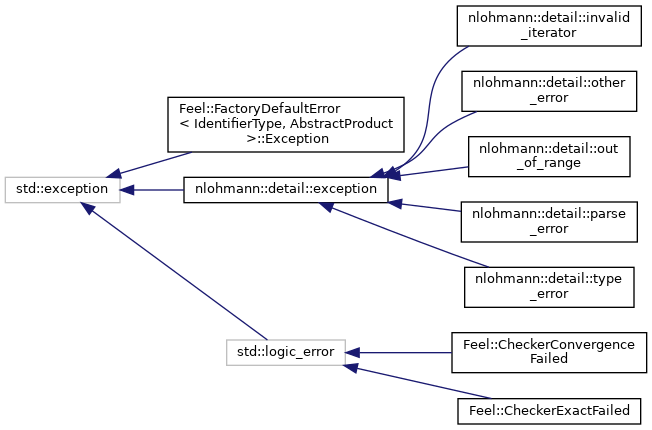 nlohmann::detail::invalid
_iterator
nlohmann::detail::other
_error
Feel::FactoryDefaultError
< IdentifierType, AbstractProduct
>::Exception
nlohmann::detail::out
_of_range
std::exception
nlohmann::detail::exception
nlohmann::detail::parse
_error
nlohmann::detail::type
_error
std::logic_error
Feel::CheckerConvergence
Failed
Feel::CheckerExactFailed